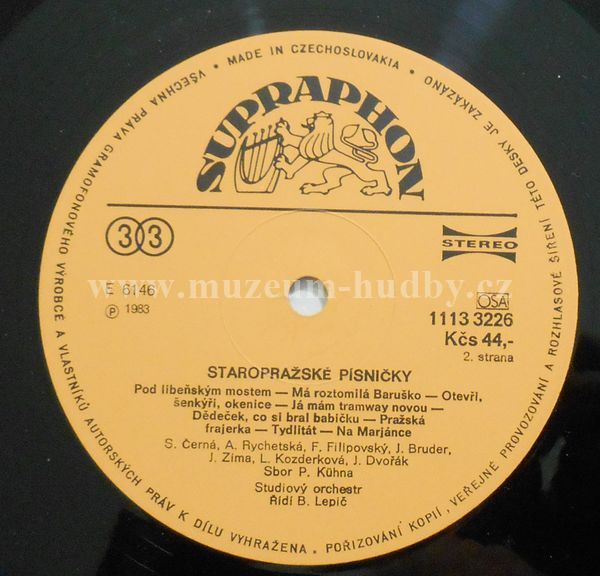 VŠECHNA PRÁVA GRAMOFONOVÉHO VÝROBCE A VLASTNÍKŮ AUTORSKÝCH PRÁV K DÍLU VYHRAŽENA • POŘIZOVÁNÍ KOPIÍ, VEŘEJNÉ PROVOZOVÁNÍ A ROZHLASOVÉ ŠÍŘENÍ TÉTO DESKY JE ZAKÁZÁNO • MADE IN CZECHOSLOVAKIA •
SUPRAPHON
33
STEREO
E 6146
www.muzeum-hudby.cz
OSA
Ⓟ 1983
1113 3226
Kčs 44,-
2. strana
STAROPRAŽSKÉ PÍSNIČKY
Pod libeňským mostem — Má roztomilá Baruško — Otevři,
šenkýři, okenice — Já mám tramway novou —
Dědeček, co si bral babičku — Pražská
frajerka — Tydlitát — Na Marjánce
S. Černá, A. Rychetská, F. Filipovský, J. Bruder,
J. Zíma, L. Kozderková, J. Dvořák
Sbor P. Kühna
Studiový orchestr
Řídí B. Lepič